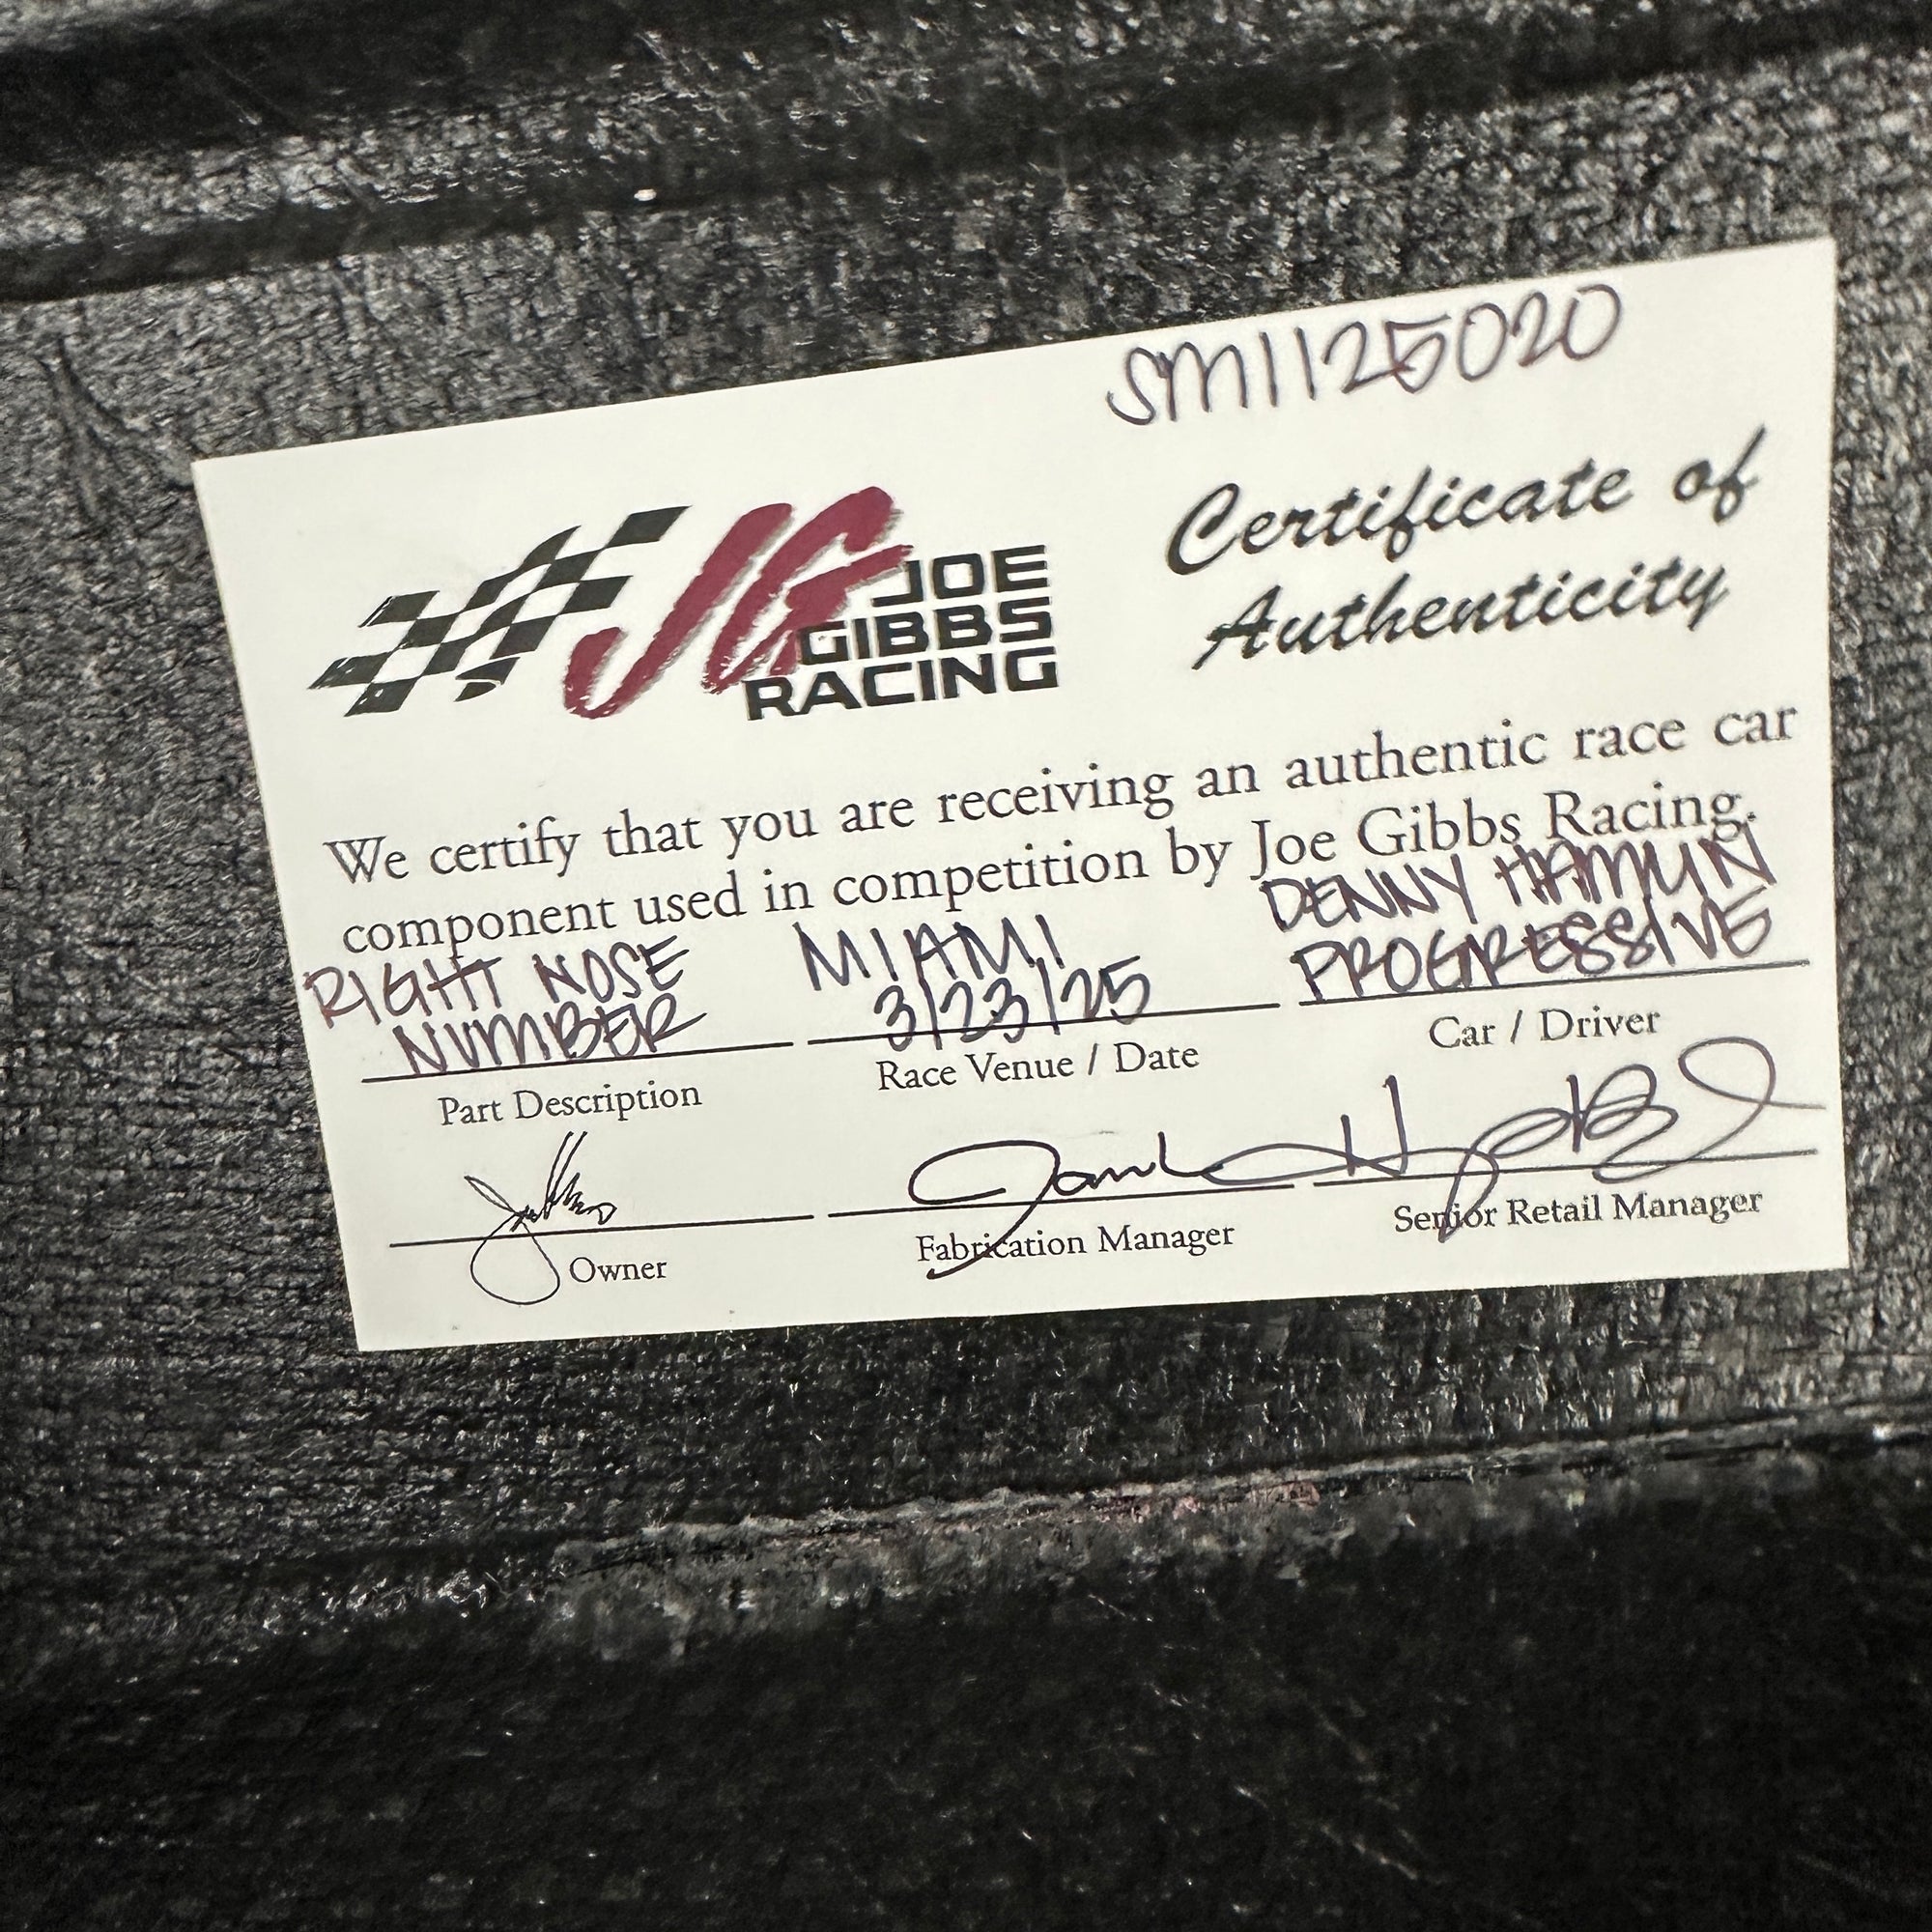 SM1125020
JG JOE
GIBBS
RACING
Certificate of
Authenticity
We certify that you are receiving an authentic race car
component used in competition by Joe Gibbs Racing.
RIGHT NOSE
NUMBER
Part Description
MIAMI
3/23/25
Race Venue / Date
DENNY HAMLIN
PROGRESSIVE
Car / Driver
Owner
Fabrication Manager
Senior Retail Manager